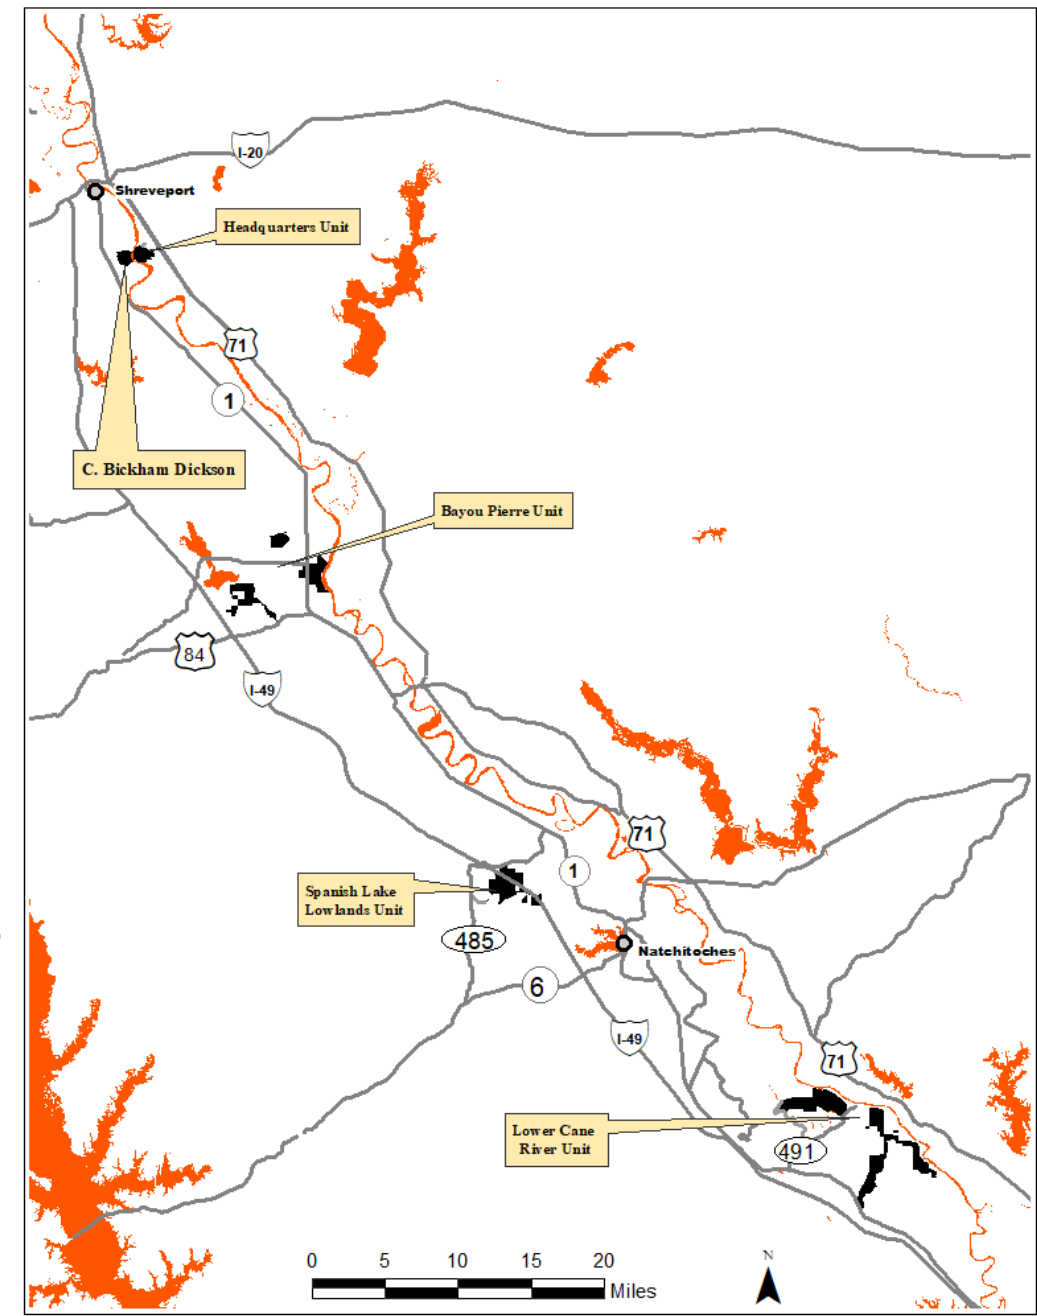 I-20
Shreveport
Headquarters Unit
71
1
C. Bickham Dickson
Bayou Pierre Unit
84
I-49
71
1
Spanish Lake
Lowlands Unit
485
Natchitoches
6
I-49
71
Lower Cane
River Unit
491
0 5 10 15 20
Miles
N